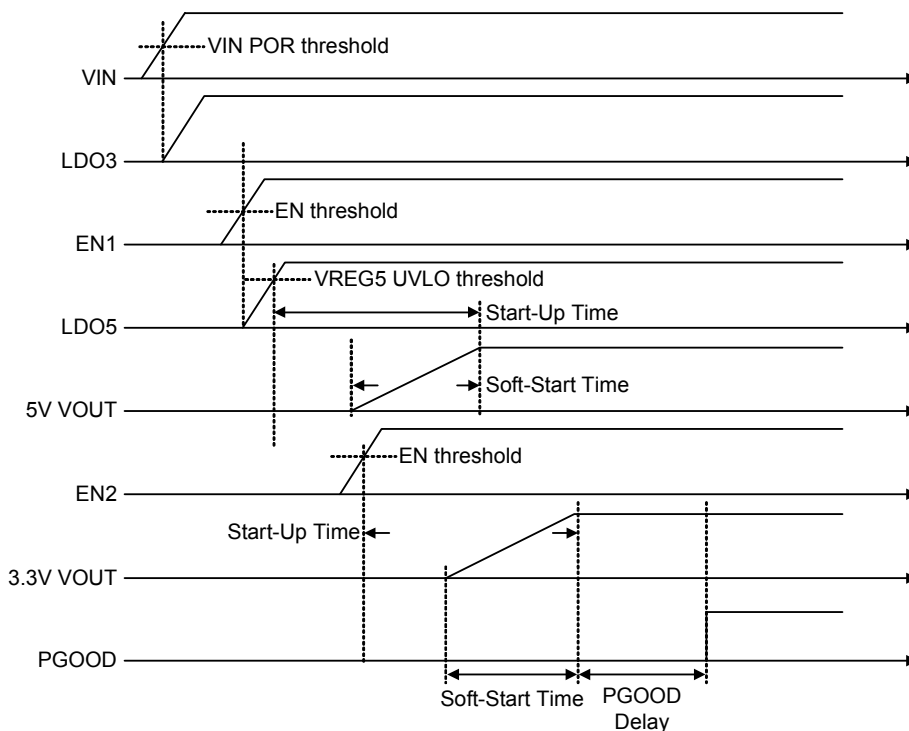 VIN POR threshold
VIN
LDO3
EN threshold
EN1
VREG5 UVLO threshold
Start-Up Time
LDO5
Soft-Start Time
5V VOUT
EN threshold
EN2
Start-Up Time
3.3V VOUT
PGOOD
Soft-Start Time
PGOOD
Delay